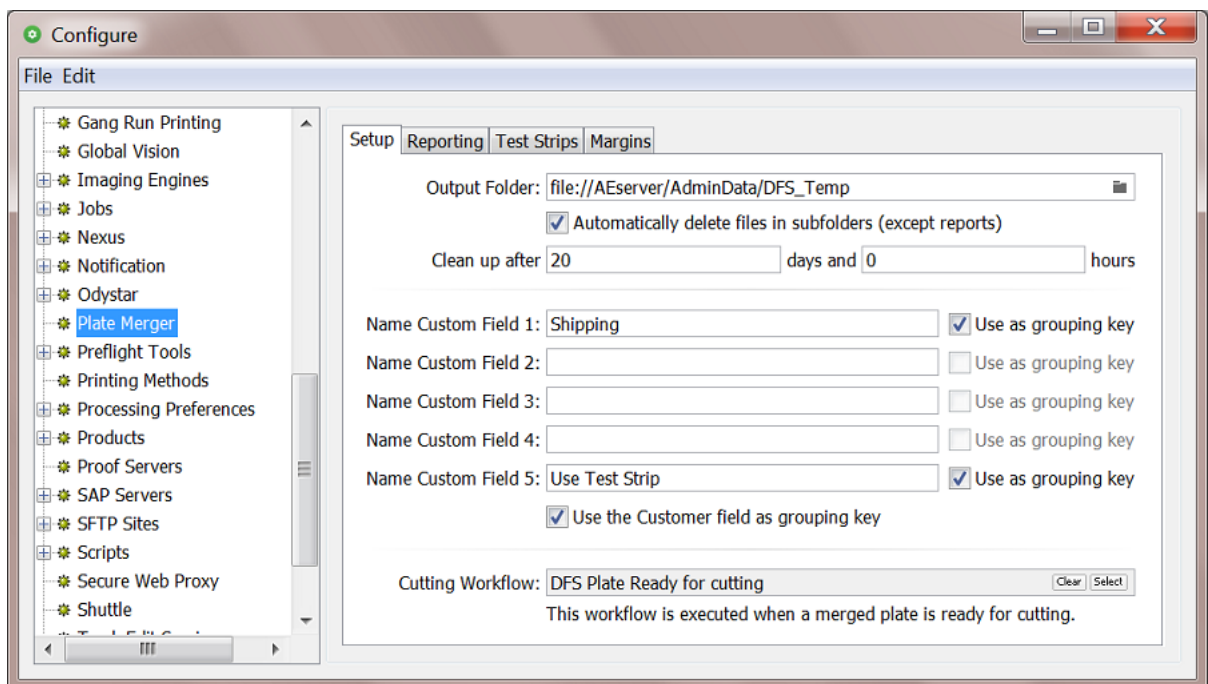 Configure
File Edit
Gang Run Printing
Global Vision
Imaging Engines
Jobs
Nexus
Notification
Odystar
Plate Merger
Preflight Tools
Printing Methods
Processing Preferences
Products
Proof Servers
SAP Servers
SFTP Sites
Scripts
Secure Web Proxy
Shuttle
Setup Reporting Test Strips Margins
Output Folder: file://AEserver/AdminData/DFS_Temp
Automatically delete files in subfolders (except reports)
Clean up after 20 days and 0 hours
Name Custom Field 1: Shipping Use as grouping key
Name Custom Field 2: Use as grouping key
Name Custom Field 3: Use as grouping key
Name Custom Field 4: Use as grouping key
Name Custom Field 5: Use Test Strip Use as grouping key
Use the Customer field as grouping key
Cutting Workflow: DFS Plate Ready for cutting Clear Select
This workflow is executed when a merged plate is ready for cutting.